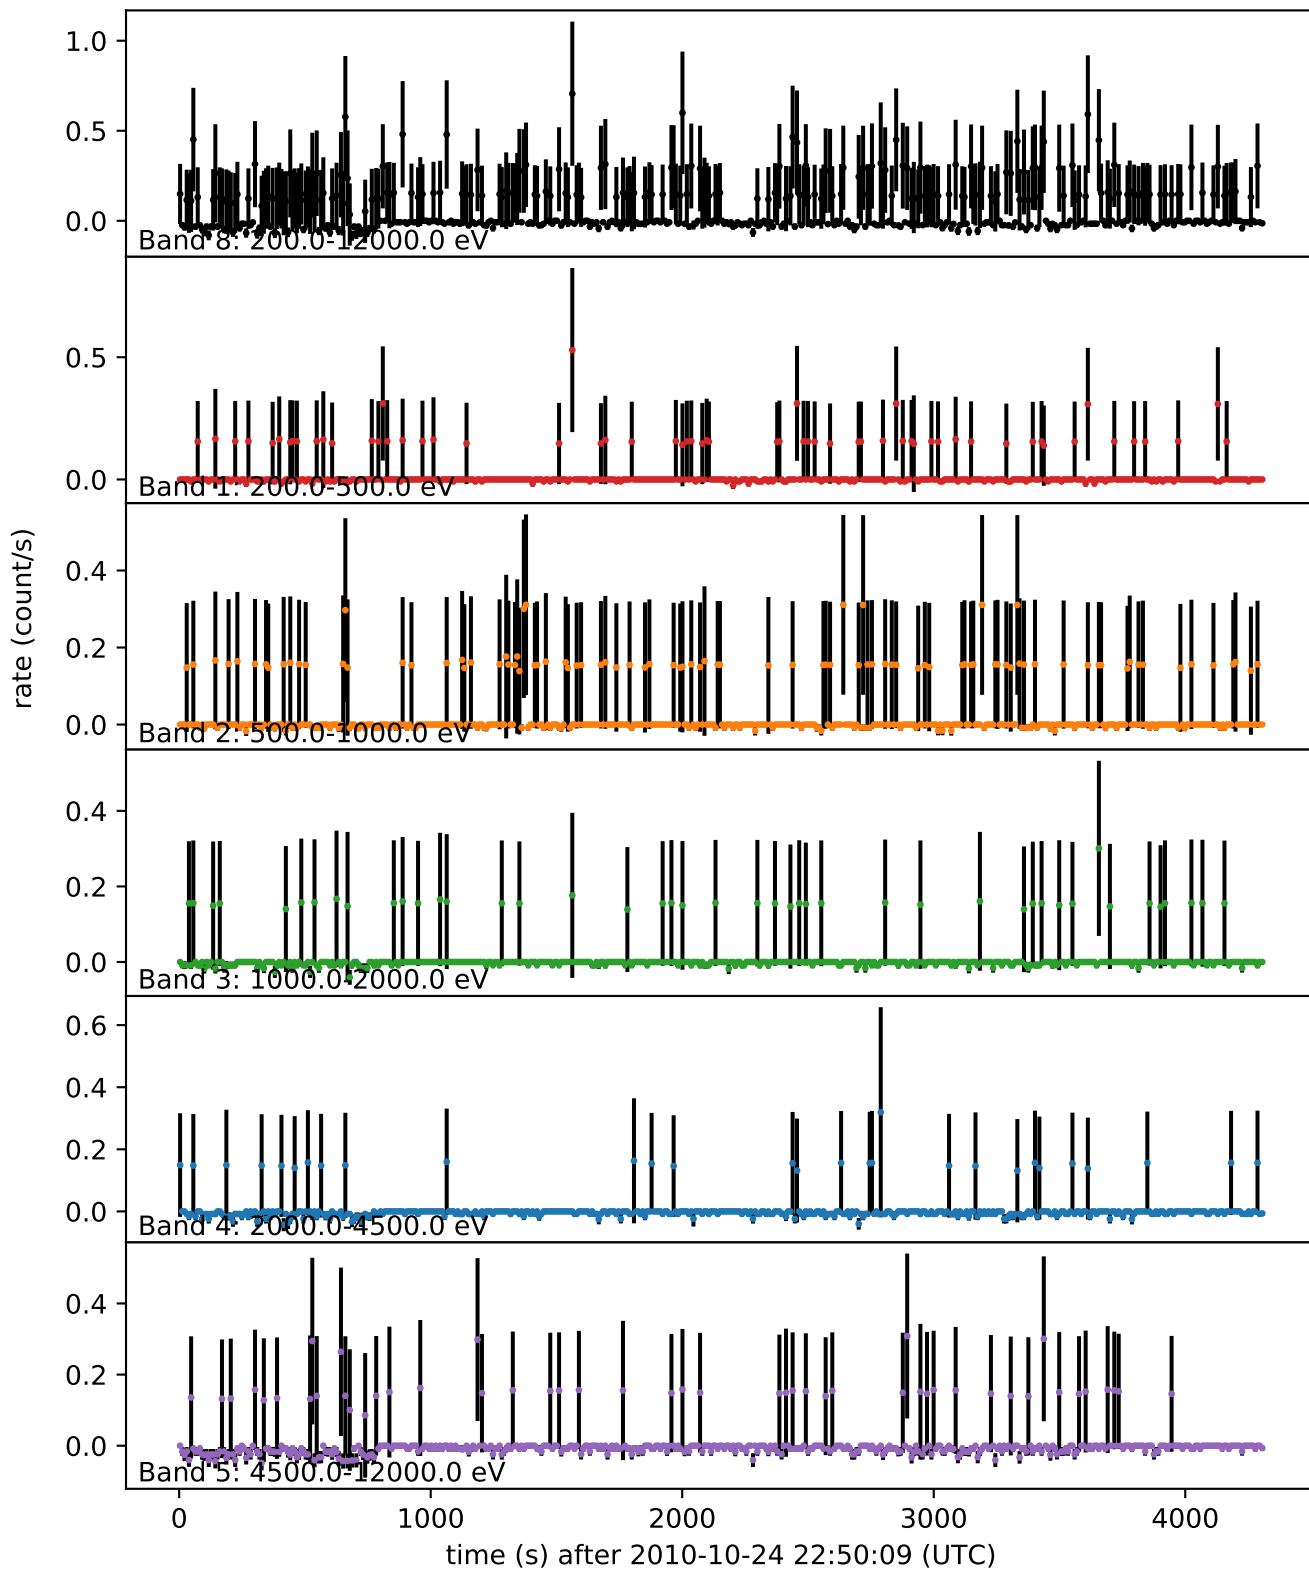 1.0
0.5
0.0
Band 8: 200.0-12000.0 eV
0.5
0.0
Band 1: 200.0-500.0 eV
rate (count/s)
0.4
0.2
0.0
Band 2: 500.0-1000.0 eV
0.4
0.2
0.0
Band 3: 1000.0-2000.0 eV
0.6
0.4
0.2
0.0
Band 4: 2000.0-4500.0 eV
0.4
0.2
0.0
Band 5: 4500.0-12000.0 eV
0 1000 2000 3000 4000
time (s) after 2010-10-24 22:50:09 (UTC)